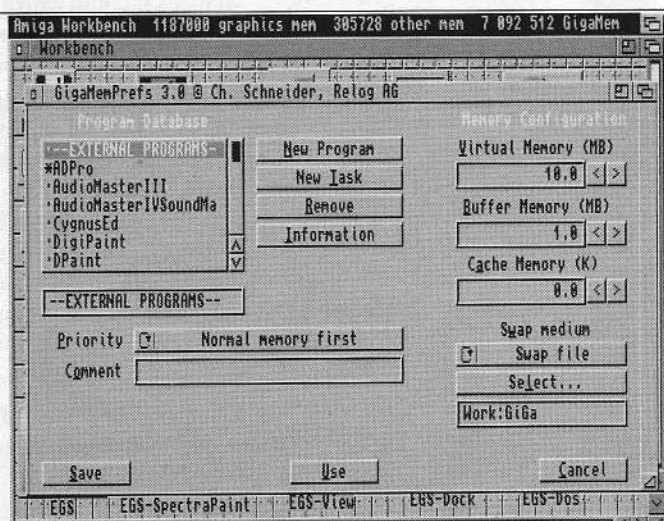 Amiga Workbench 1187000 graphics mem 305728 other mem 7 092 512 GigaMem
Workbench
GigaMemPrefs 3.0 © Ch. Schneider, Relog AG
Program Database
--EXTERNAL PROGRAMS-
*ADPro
·AudioMasterIII
·AudioMasterIVSoundMa
·CygnusEd
·DigiPaint
·DPaint
--EXTERNAL PROGRAMS--
New Program
New Task
Remove
Information
Priority Normal memory first
Comment
Memory Configuration
Virtual Memory (MB)
10.0 < >
Buffer Memory (MB)
1.0 < >
Cache Memory (K)
0.0 < >
Swap medium
Swap file
Select...
Work:GiGa
Save Use Cancel
EGS EGS-SpectraPaint EGS-View EGS-Dock EGS-Dos